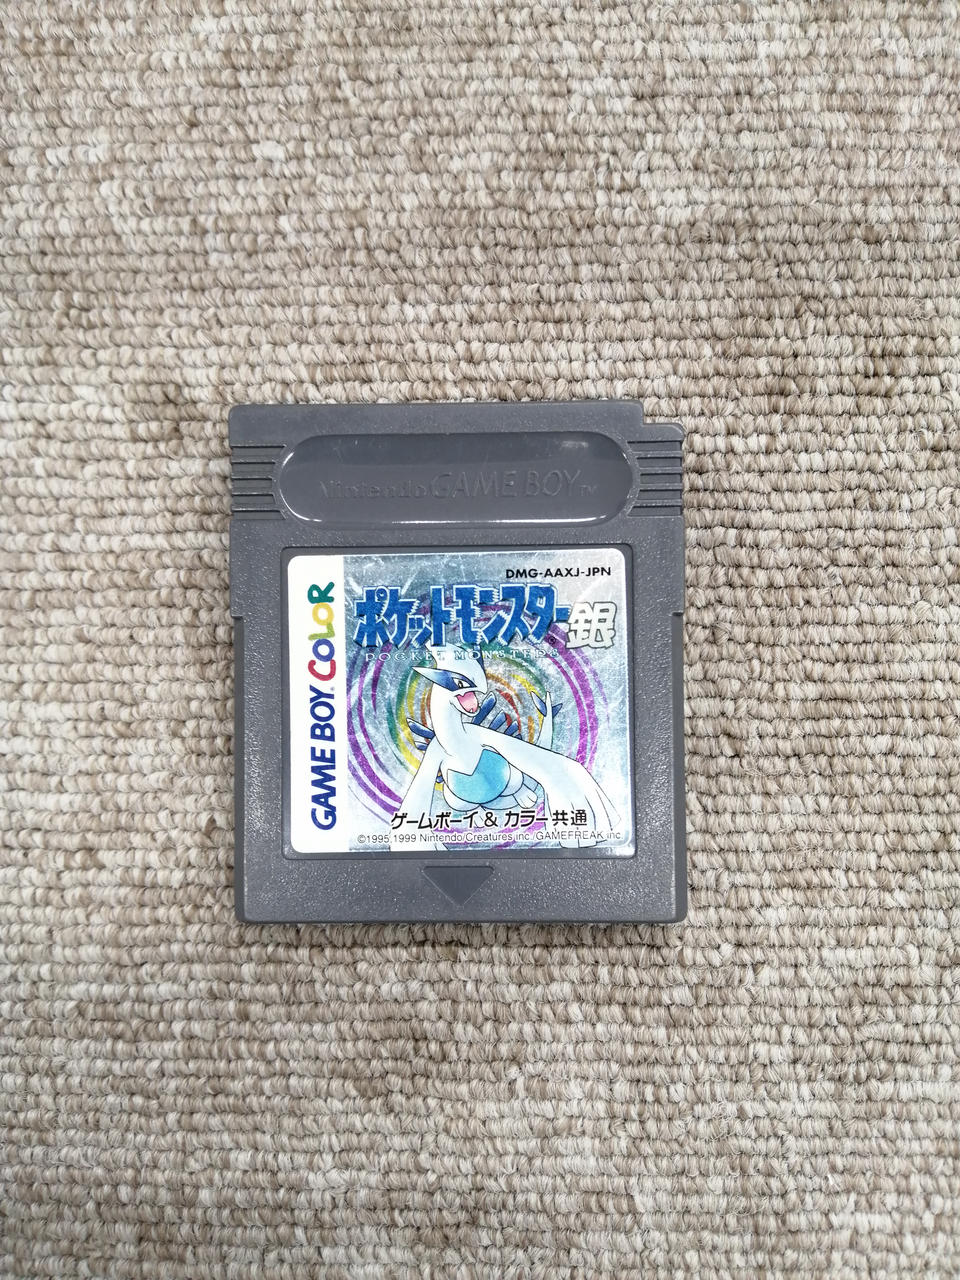 Nintendo GAME BOY TM
DMG-AAXJ-JPN
ポケットモンスター銀
POCKET MONSTERS
GAME BOY COLOR
ゲームボーイ & カラー共通
©1995,1999 Nintendo/Creatures inc./GAMEFREAK inc.